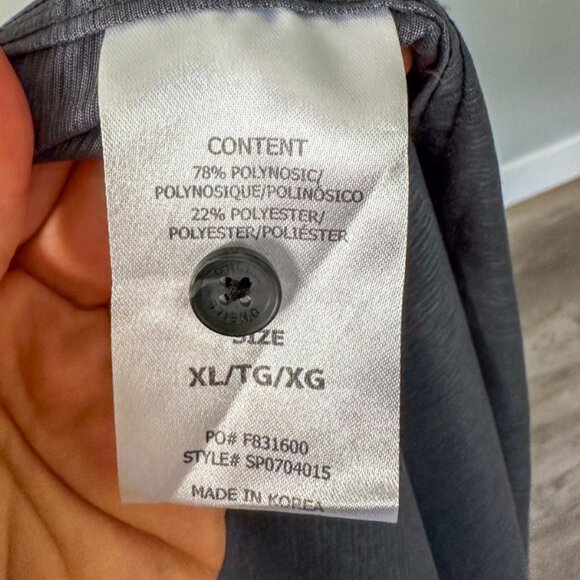 CONTENT
78% POLYNOSIC/
POLYNOSIQUE/POLINÓSICO
22% POLYESTER/
POLYESTER/POLIÉSTER
O'NEILL
SIZE
XL/TG/XG
PO# F831600
STYLE# SP0704015
MADE IN KOREA